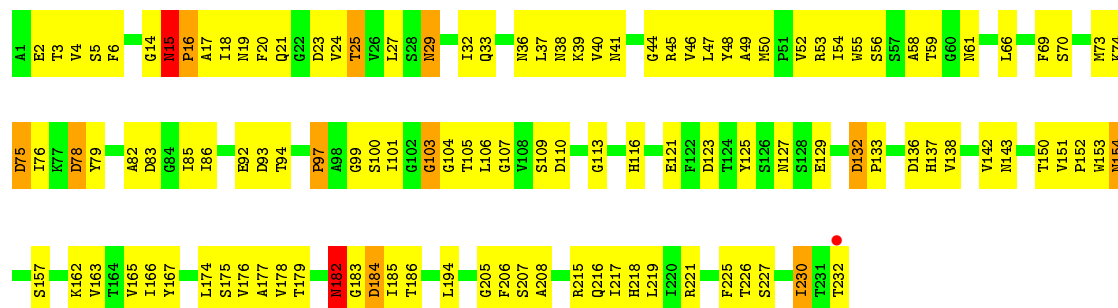 A1 E2 T3 V4 S5 F6 G14 N15 P16 A17 I18 N19 F20 Q21 G22 D23 V24 T25 V26 L27 S28 N29 I32 Q33 N36 L37 N38 K39 V40 N41 G44 R45 V46 L47 Y48 A49 M50 P51 V52 R53 I54 W55 S56 S57 A58 T59 G60 N61 L66 F69 S70 M73 K74
D75 I76 K77 D78 Y79 A82 D83 G84 I85 I86 E92 D93 T94 P97 A98 G99 S100 I101 G102 G103 G104 T105 L106 G107 V108 S109 D110 G113 H116 E121 F122 D123 T124 Y125 S126 N127 S128 E129 D132 P133 D136 H137 V138 V142 N143 T150 V151 P152 W153 N154
S157 K162 V163 T164 V165 I166 Y167 L174 S175 V176 A177 V178 T179 N182 G183 D184 I185 T186 L194 G205 F206 S207 A208 R215 Q216 I217 H218 L219 I220 R221 F225 T226 S227 I230 T231 T232